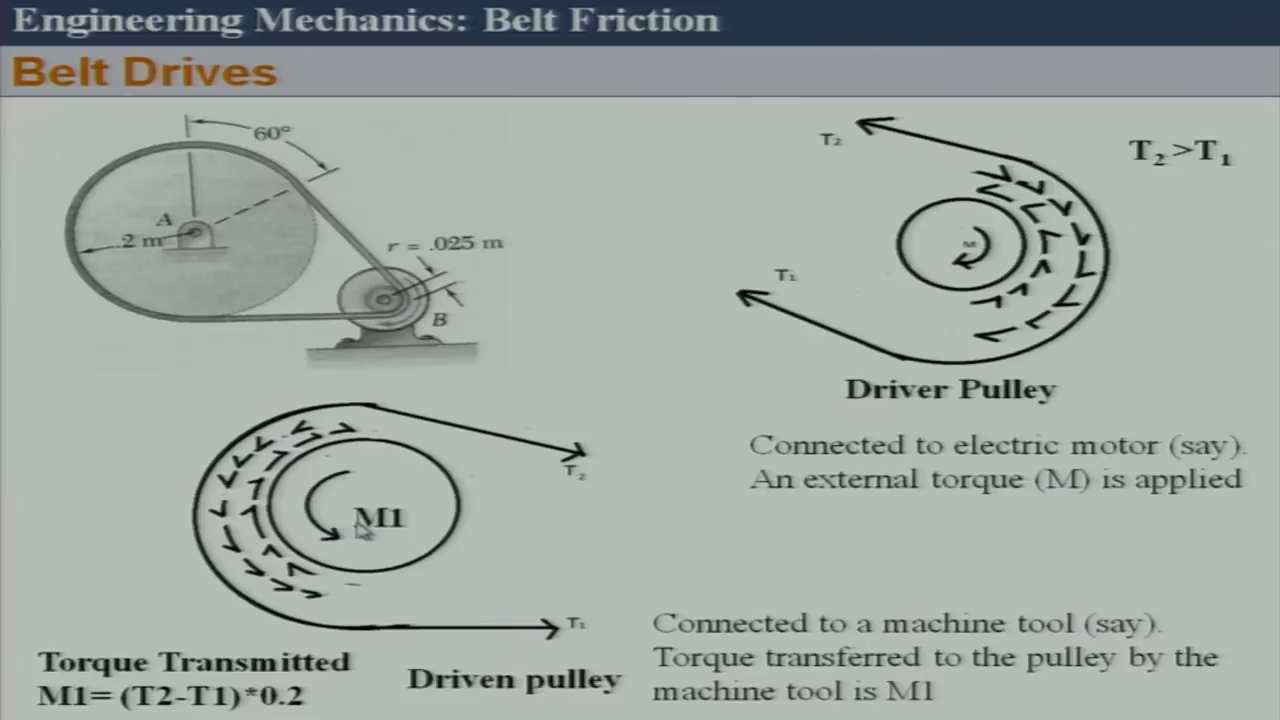 Engineering Mechanics: Belt Friction
Belt Drives
60°
A
.2 m
r = .025 m
B
T₂
T₂ >T₁
M
T₁
Driver Pulley
Connected to electric motor (say).
An external torque (M) is applied
T₂
M1
T₁
Connected to a machine tool (say).
Torque transferred to the pulley by the
machine tool is M1
Torque Transmitted
M1= (T2-T1)*0.2
Driven pulley